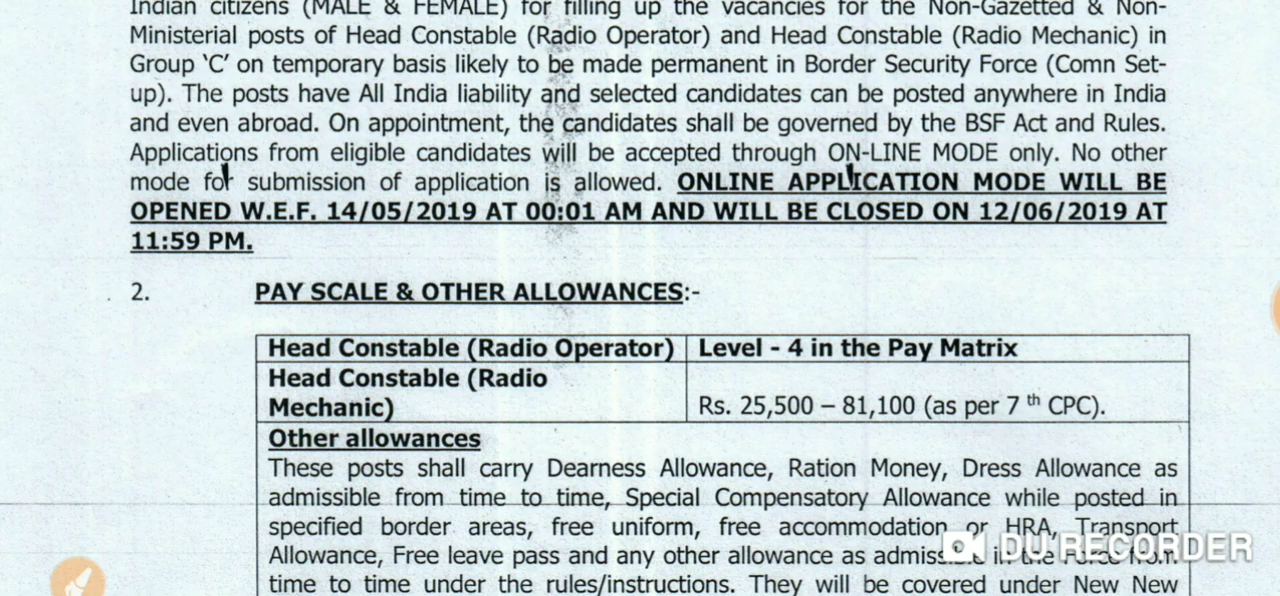 Indian citizens (MALE & FEMALE) for filling up the vacancies for the Non-Gazetted & Non-
Ministerial posts of Head Constable (Radio Operator) and Head Constable (Radio Mechanic) in
Group 'C' on temporary basis likely to be made permanent in Border Security Force (Comn Set-
up). The posts have All India liability and selected candidates can be posted anywhere in India
and even abroad. On appointment, the candidates shall be governed by the BSF Act and Rules.
Applications from eligible candidates will be accepted through ON-LINE MODE only. No other
mode for submission of application is allowed. ONLINE APPLICATION MODE WILL BE
OPENED W.E.F. 14/05/2019 AT 00:01 AM AND WILL BE CLOSED ON 12/06/2019 AT
11:59 PM.
2. PAY SCALE & OTHER ALLOWANCES:-
Head Constable (Radio Operator) Level - 4 in the Pay Matrix
Head Constable (Radio
Mechanic) Rs. 25,500 – 81,100 (as per 7 th CPC).
Other allowances
These posts shall carry Dearness Allowance, Ration Money, Dress Allowance as
admissible from time to time, Special Compensatory Allowance while posted in
specified border areas, free uniform, free accommodation or HRA, Transport
Allowance, Free leave pass and any other allowance as admissible in the Force from
time to time under the rules/instructions. They will be covered under New New
DU RECORDER